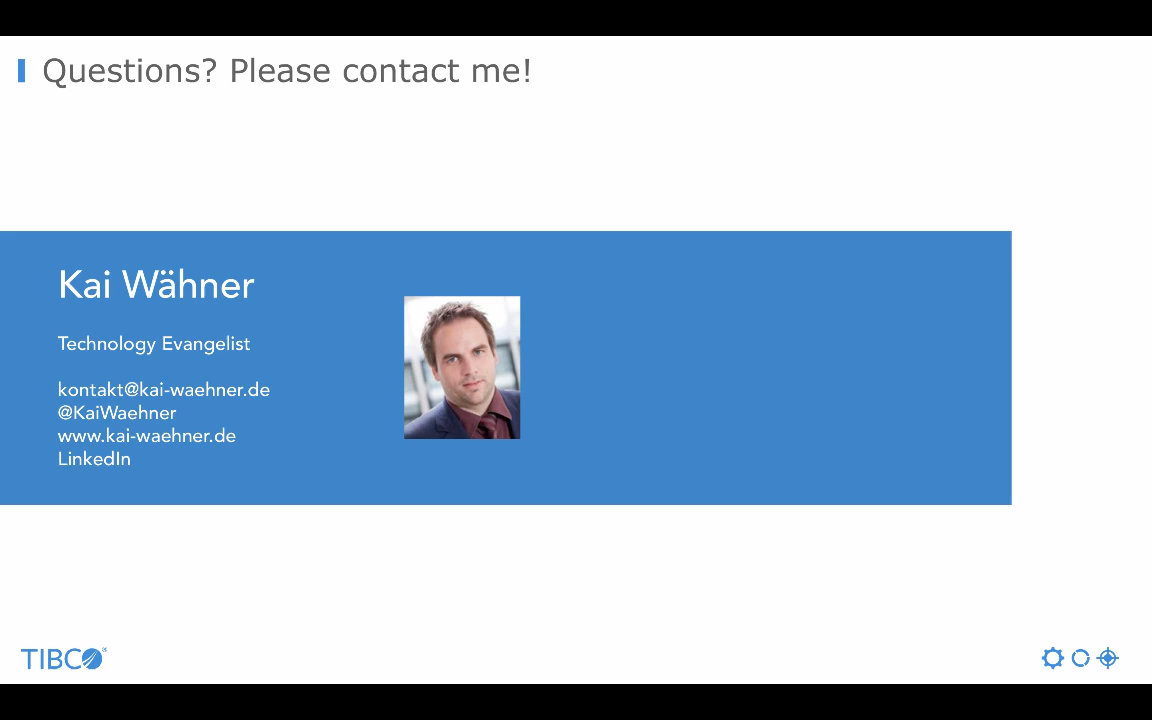 Questions? Please contact me!
Kai Wähner
Technology Evangelist
kontakt@kai-waehner.de
@KaiWaehner
www.kai-waehner.de
LinkedIn
TIBCO®